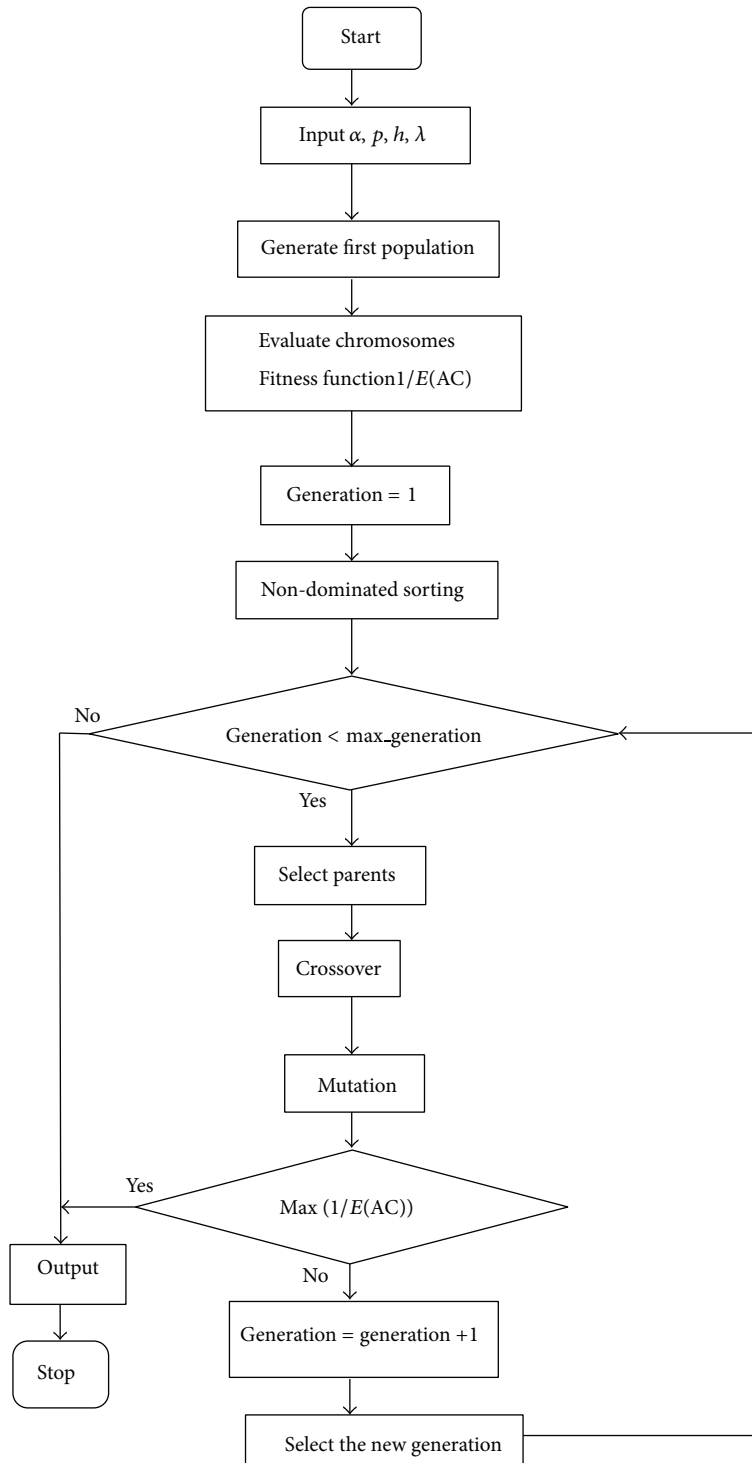 Start
Input α, p, h, λ
Generate first population
Evaluate chromosomes
Fitness function1/E(AC)
Generation = 1
Non-dominated sorting
No
Generation < max_generation
Yes
Select parents
Crossover
Mutation
Yes
Max (1/E(AC))
No
Output
Generation = generation +1
Stop
Select the new generation